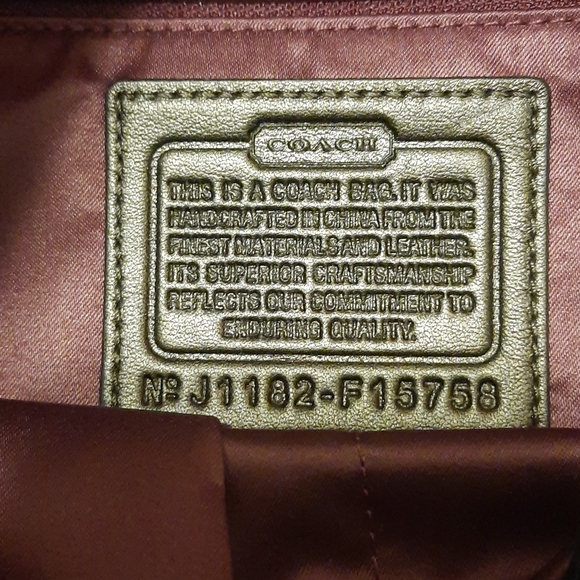 COACH
THIS IS A COACH BAG. IT WAS
HANDCRAFTED IN CHINA FROM THE
FINEST MATERIALS AND LEATHER.
ITS SUPERIOR CRAFTSMANSHIP
REFLECTS OUR COMMITMENT TO
ENDURING QUALITY.
Nº J1182-F15758